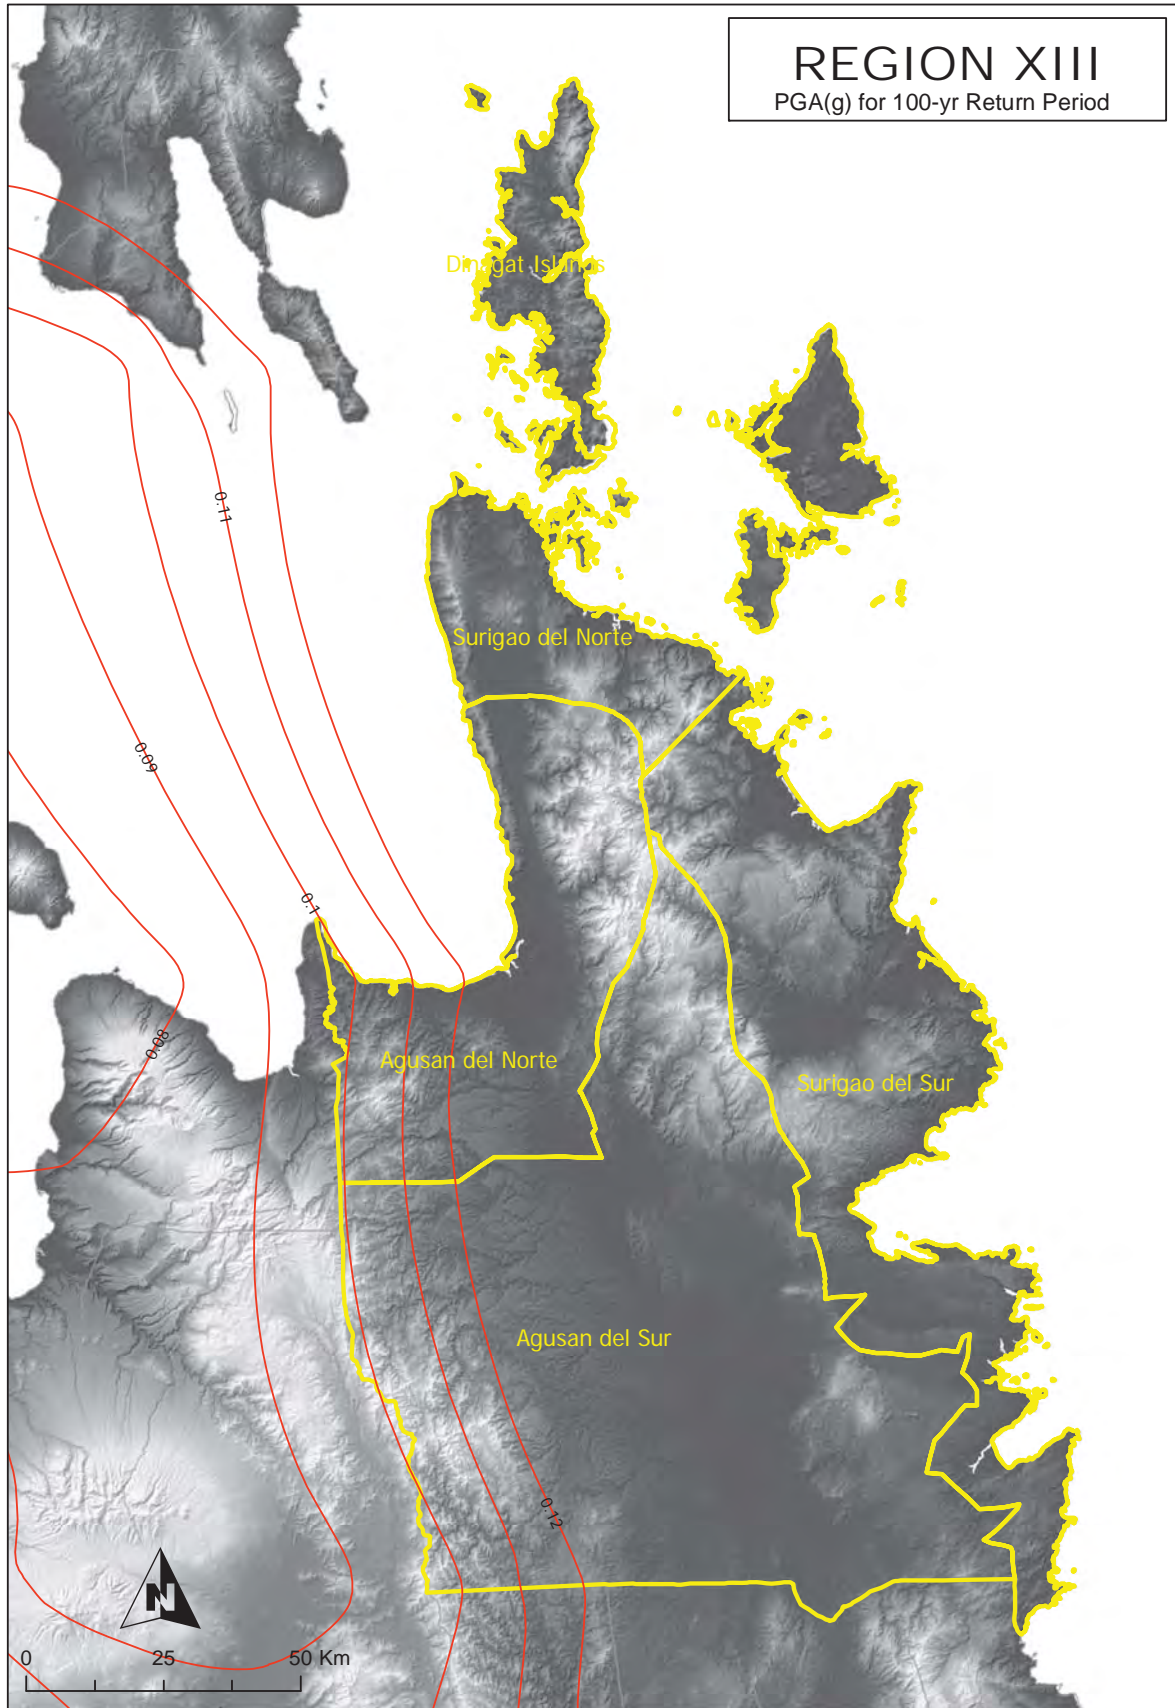 REGION XIII
PGA(g) for 100-yr Return Period
Dinagat Islands
0.11
Surigao del Norte
0.09
0.1
0.08
Agusan del Norte
Surigao del Sur
Agusan del Sur
0.12
N
0 25 50 Km